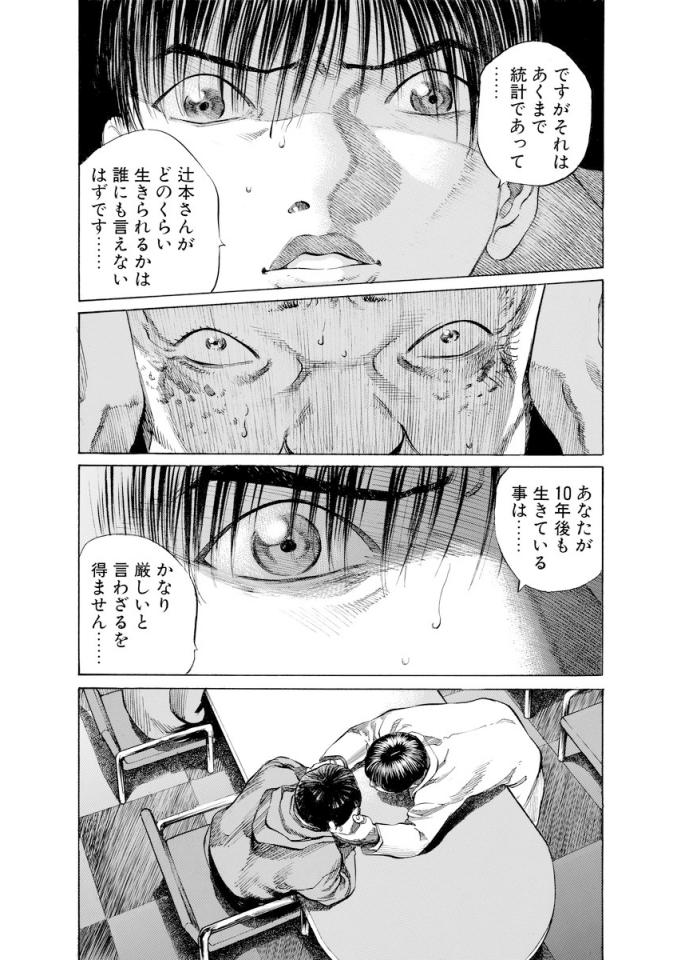 ですがそれは
あくまで
統計であって
……
辻本さんが
どのくらい
生きられるかは
誰にも言えない
はずです……
あなたが
10年後も
生きている
事は……
かなり
厳しいと
言わざるを
得ません……